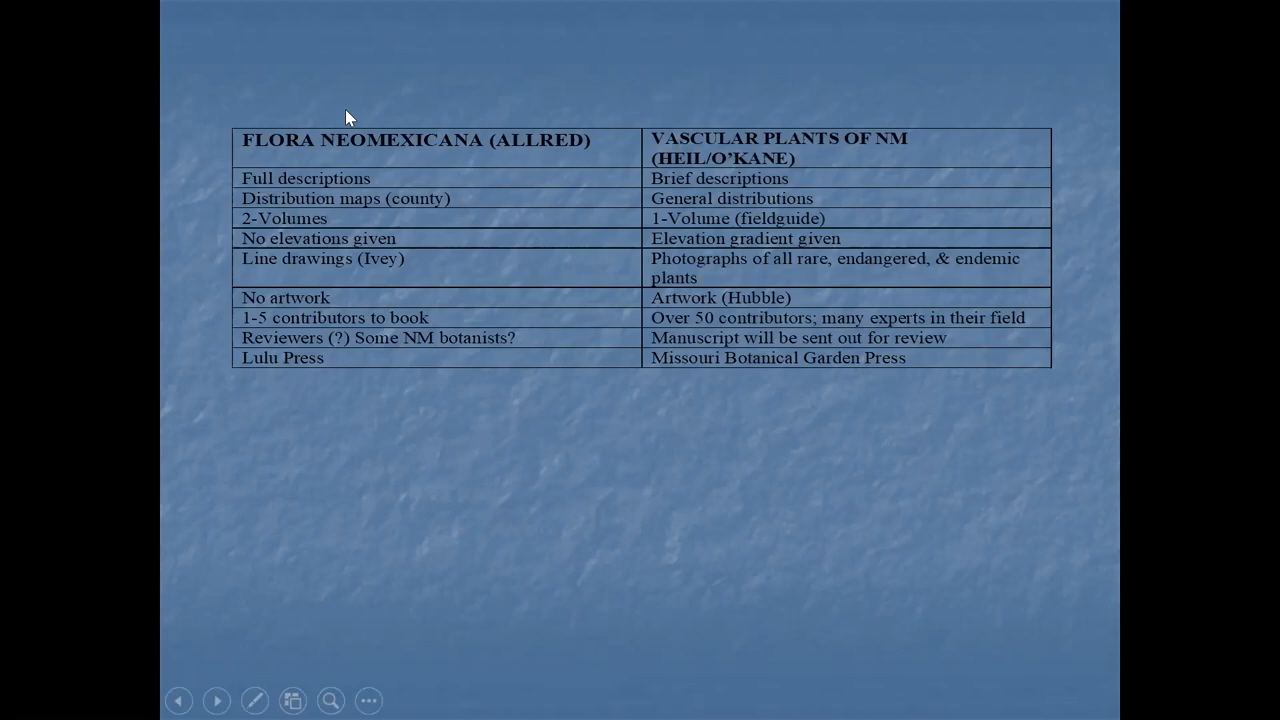 FLORA NEOMEXICANA (ALLRED)
VASCULAR PLANTS OF NM
(HEIL/O'KANE)
Full descriptions
Brief descriptions
Distribution maps (county)
General distributions
2-Volumes
1-Volume (fieldguide)
No elevations given
Elevation gradient given
Line drawings (Ivey)
Photographs of all rare, endangered, & endemic
plants
No artwork
Artwork (Hubble)
1-5 contributors to book
Over 50 contributors; many experts in their field
Reviewers (?) Some NM botanists?
Manuscript will be sent out for review
Lulu Press
Missouri Botanical Garden Press